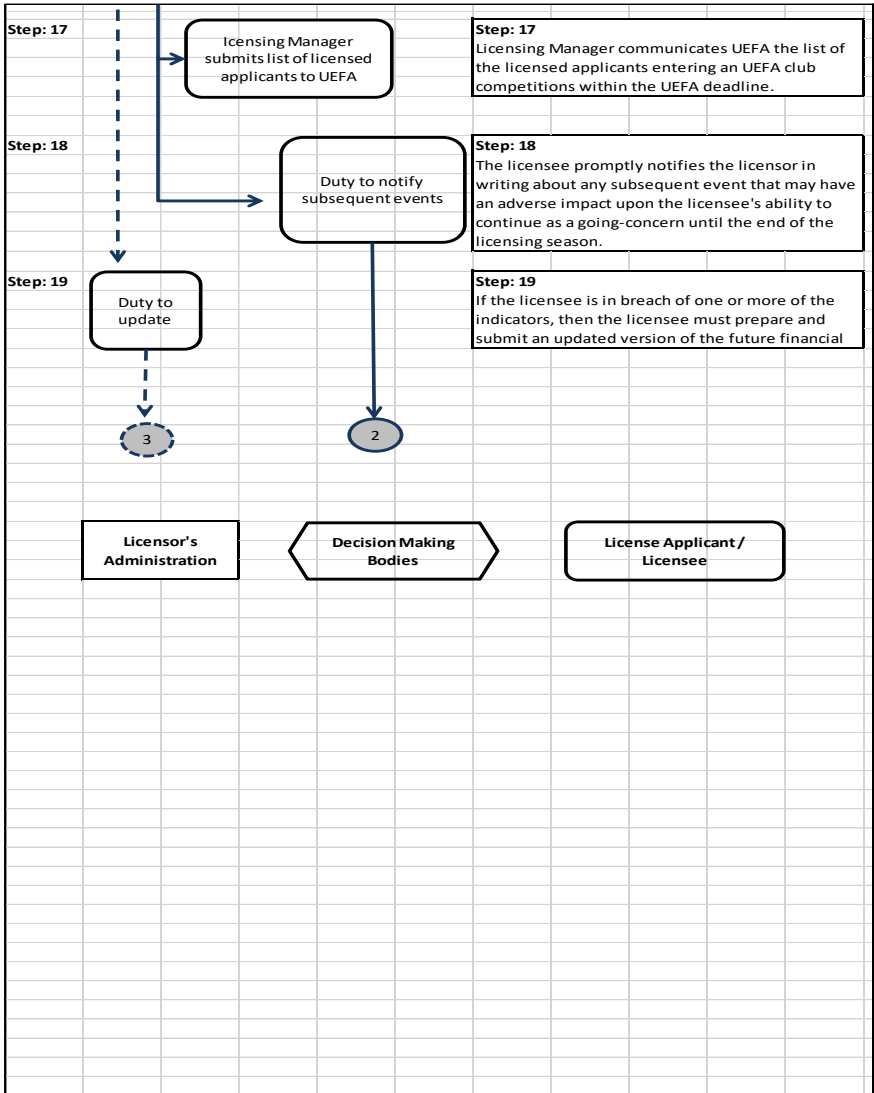 Step: 17
Icensing Manager
submits list of licensed
applicants to UEFA
Step: 17
Licensing Manager communicates UEFA the list of
the licensed applicants entering an UEFA club
competitions within the UEFA deadline.
Step: 18
Duty to notify
subsequent events
Step: 18
The licensee promptly notifies the licensor in
writing about any subsequent event that may have
an adverse impact upon the licensee's ability to
continue as a going-concern until the end of the
licensing season.
Step: 19
Duty to
update
Step: 19
If the licensee is in breach of one or more of the
indicators, then the licensee must prepare and
submit an updated version of the future financial
3
2
Licensor's
Administration
Decision Making
Bodies
License Applicant /
Licensee